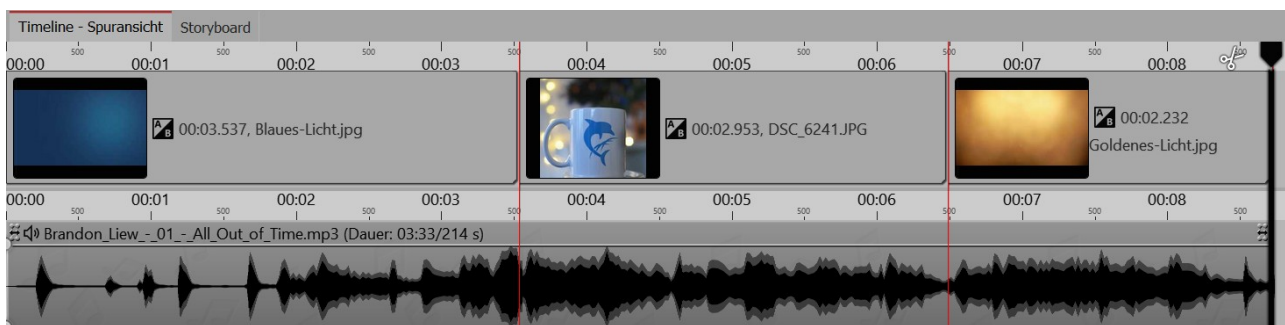 Timeline - Spuransicht Storyboard
500 500 500 500 500 500 500 500 500
00:00 00:01 00:02 00:03 00:04 00:05 00:06 00:07 00:08
A B 00:03.537, Blaues-Licht.jpg
A B 00:02.953, DSC_6241.JPG
A B 00:02.232
Goldenes-Licht.jpg
00:00 00:01 00:02 00:03 00:04 00:05 00:06 00:07 00:08
500 500 500 500 500 500 500 500 500
Brandon_Liew_-_01_-_All_Out_of_Time.mp3 (Dauer: 03:33/214 s)